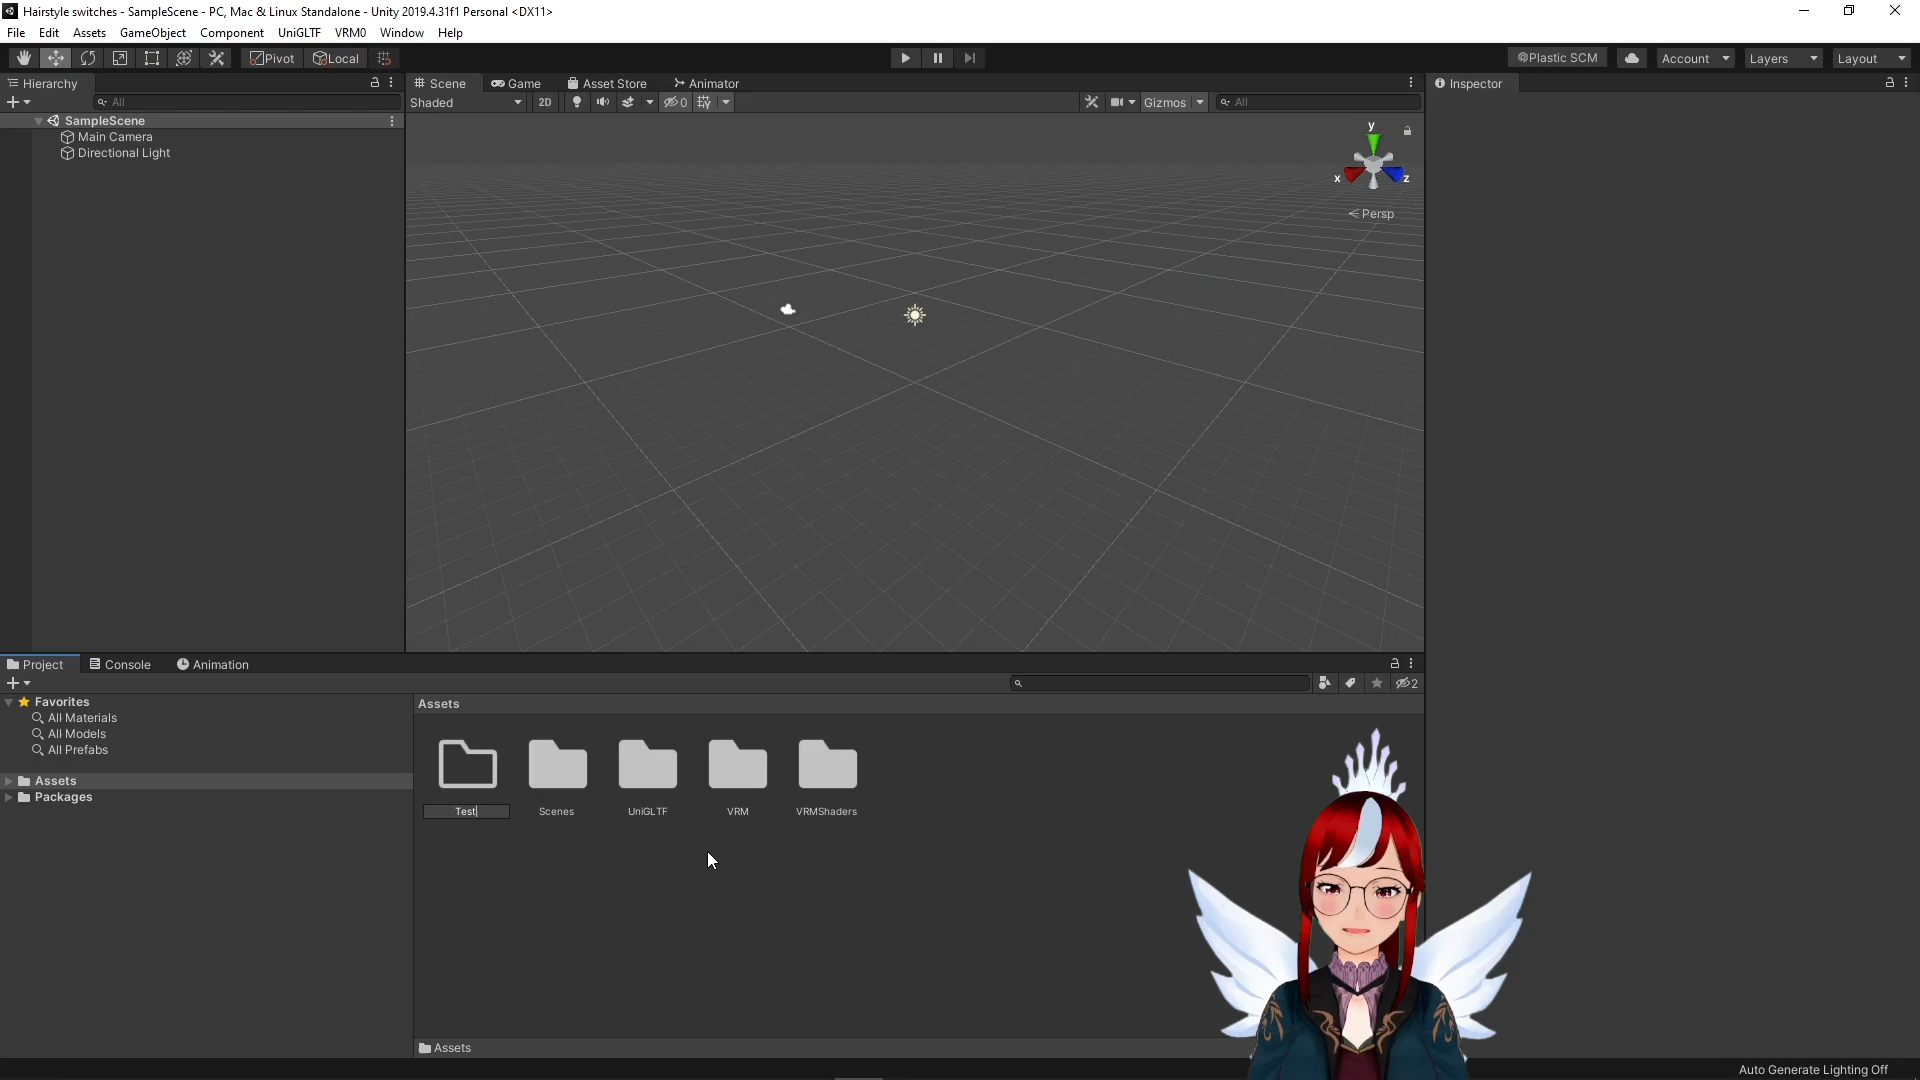 Hairstyle switches - SampleScene - PC, Mac & Linux Standalone - Unity 2019.4.31f1 Personal <DX11>
File Edit Assets GameObject Component UniGLTF VRM0 Window Help
Pivot Local Plastic SCM Account Layers Layout
Hierarchy Scene Game Asset Store Animator Inspector
All Shaded 2D 0 Gizmos All
SampleScene
Main Camera
Directional Light
y
x z
Persp
Project Console Animation
2
Favorites
All Materials
All Models
All Prefabs
Assets
Packages
Assets
Test Scenes UniGLTF VRM VRMShaders
Assets
Auto Generate Lighting Off